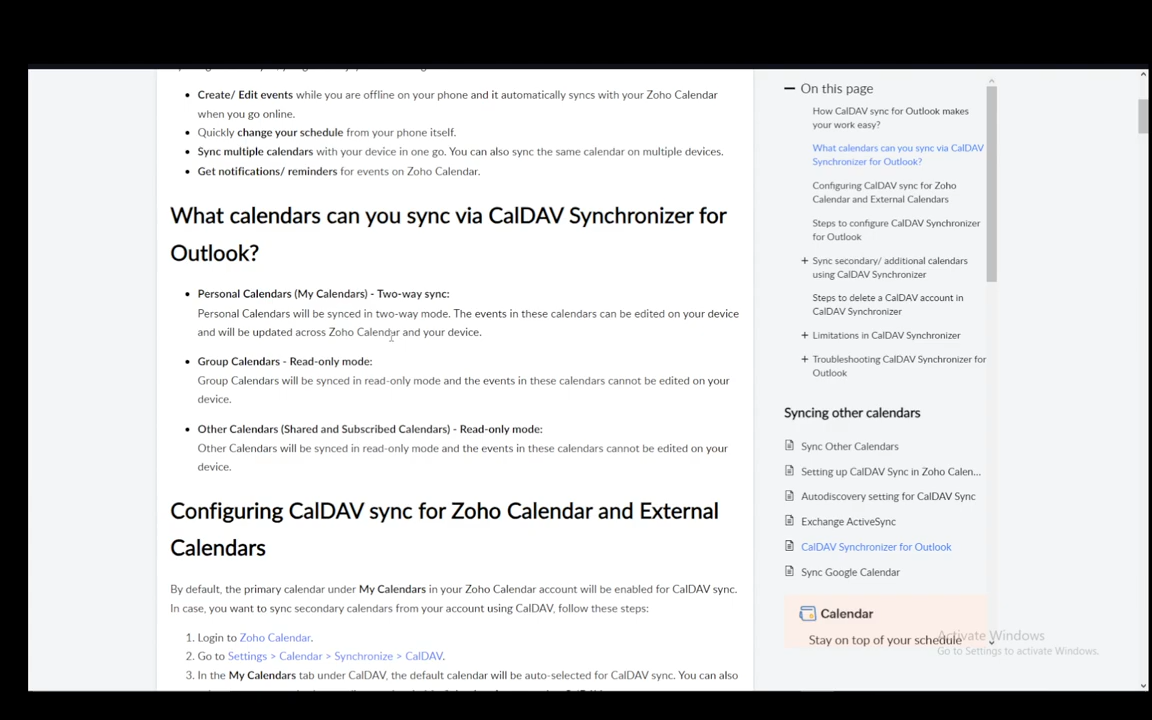 Create/ Edit events while you are offline on your phone and it automatically syncs with your Zoho Calendar
when you go online.
Quickly change your schedule from your phone itself.
Sync multiple calendars with your device in one go. You can also sync the same calendar on multiple devices.
Get notifications/ reminders for events on Zoho Calendar.
What calendars can you sync via CalDAV Synchronizer for
Outlook?
Personal Calendars (My Calendars) - Two-way sync:
Personal Calendars will be synced in two-way mode. The events in these calendars can be edited on your device
and will be updated across Zoho Calendar and your device.
Group Calendars - Read-only mode:
Group Calendars will be synced in read-only mode and the events in these calendars cannot be edited on your
device.
Other Calendars (Shared and Subscribed Calendars) - Read-only mode:
Other Calendars will be synced in read-only mode and the events in these calendars cannot be edited on your
device.
Configuring CalDAV sync for Zoho Calendar and External
Calendars
By default, the primary calendar under My Calendars in your Zoho Calendar account will be enabled for CalDAV sync.
In case, you want to sync secondary calendars from your account using CalDAV, follow these steps:
1. Login to Zoho Calendar.
2. Go to Settings > Calendar > Synchronize > CalDAV.
3. In the My Calendars tab under CalDAV, the default calendar will be auto-selected for CalDAV sync. You can also
On this page
How CalDAV sync for Outlook makes
your work easy?
What calendars can you sync via CalDAV
Synchronizer for Outlook?
Configuring CalDAV sync for Zoho
Calendar and External Calendars
Steps to configure CalDAV Synchronizer
for Outlook
+ Sync secondary/ additional calendars
using CalDAV Synchronizer
Steps to delete a CalDAV account in
CalDAV Synchronizer
+ Limitations in CalDAV Synchronizer
+ Troubleshooting CalDAV Synchronizer for
Outlook
Syncing other calendars
Sync Other Calendars
Setting up CalDAV Sync in Zoho Calen...
Autodiscovery setting for CalDAV Sync
Exchange ActiveSync
CalDAV Synchronizer for Outlook
Sync Google Calendar
Calendar
Stay on top of your schedule
Activate Windows
Go to Settings to activate Windows.